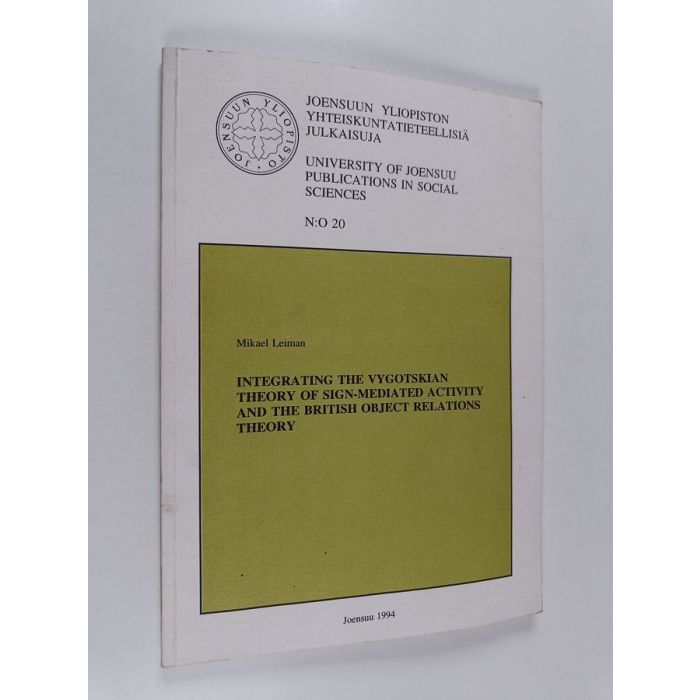 JOENSUUN YLIOPISTO
JOENSUUN YLIOPISTON
YHTEISKUNTATIETEELLISIÄ
JULKAISUJA
UNIVERSITY OF JOENSUU
PUBLICATIONS IN SOCIAL
SCIENCES
N:O 20
Mikael Leiman
INTEGRATING THE VYGOTSKIAN
THEORY OF SIGN-MEDIATED ACTIVITY
AND THE BRITISH OBJECT RELATIONS
THEORY
Joensuu 1994